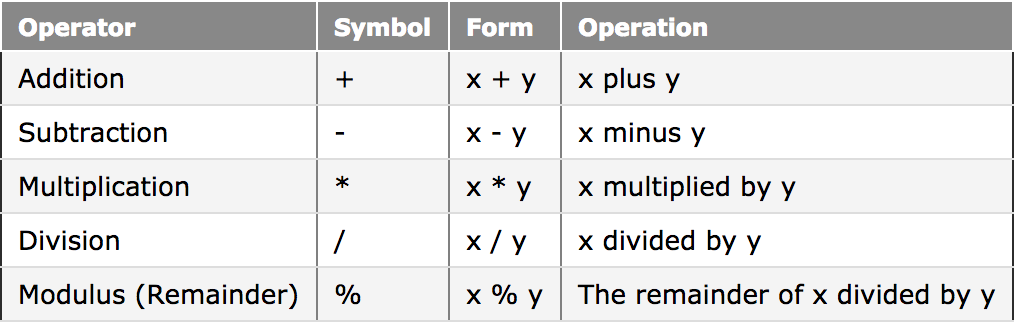 Operator Symbol Form Operation
Addition + x + y x plus y
Subtraction - x - y x minus y
Multiplication * x * y x multiplied by y
Division / x / y x divided by y
Modulus (Remainder) % x % y The remainder of x divided by y